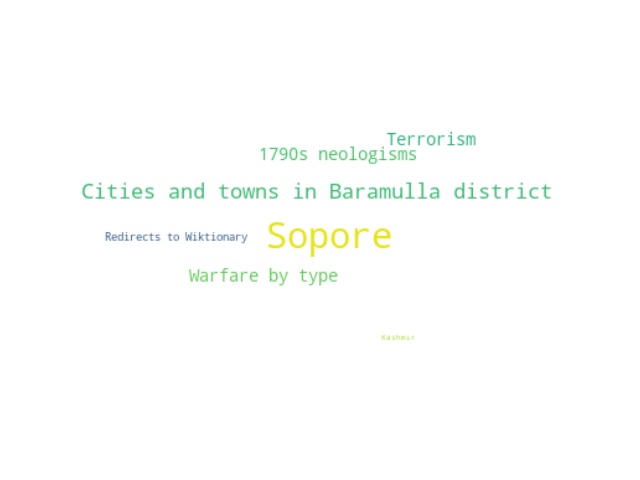 Terrorism
1790s neologisms
Cities and towns in Baramulla district
Redirects to Wiktionary
Sopore
Warfare by type
Kashmir